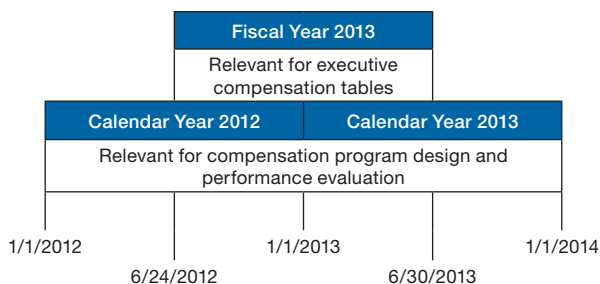 Fiscal Year 2013
Relevant for executive
compensation tables
Calendar Year 2012
Calendar Year 2013
Relevant for compensation program design and
performance evaluation
1/1/2012
1/1/2013
1/1/2014
6/24/2012
6/30/2013